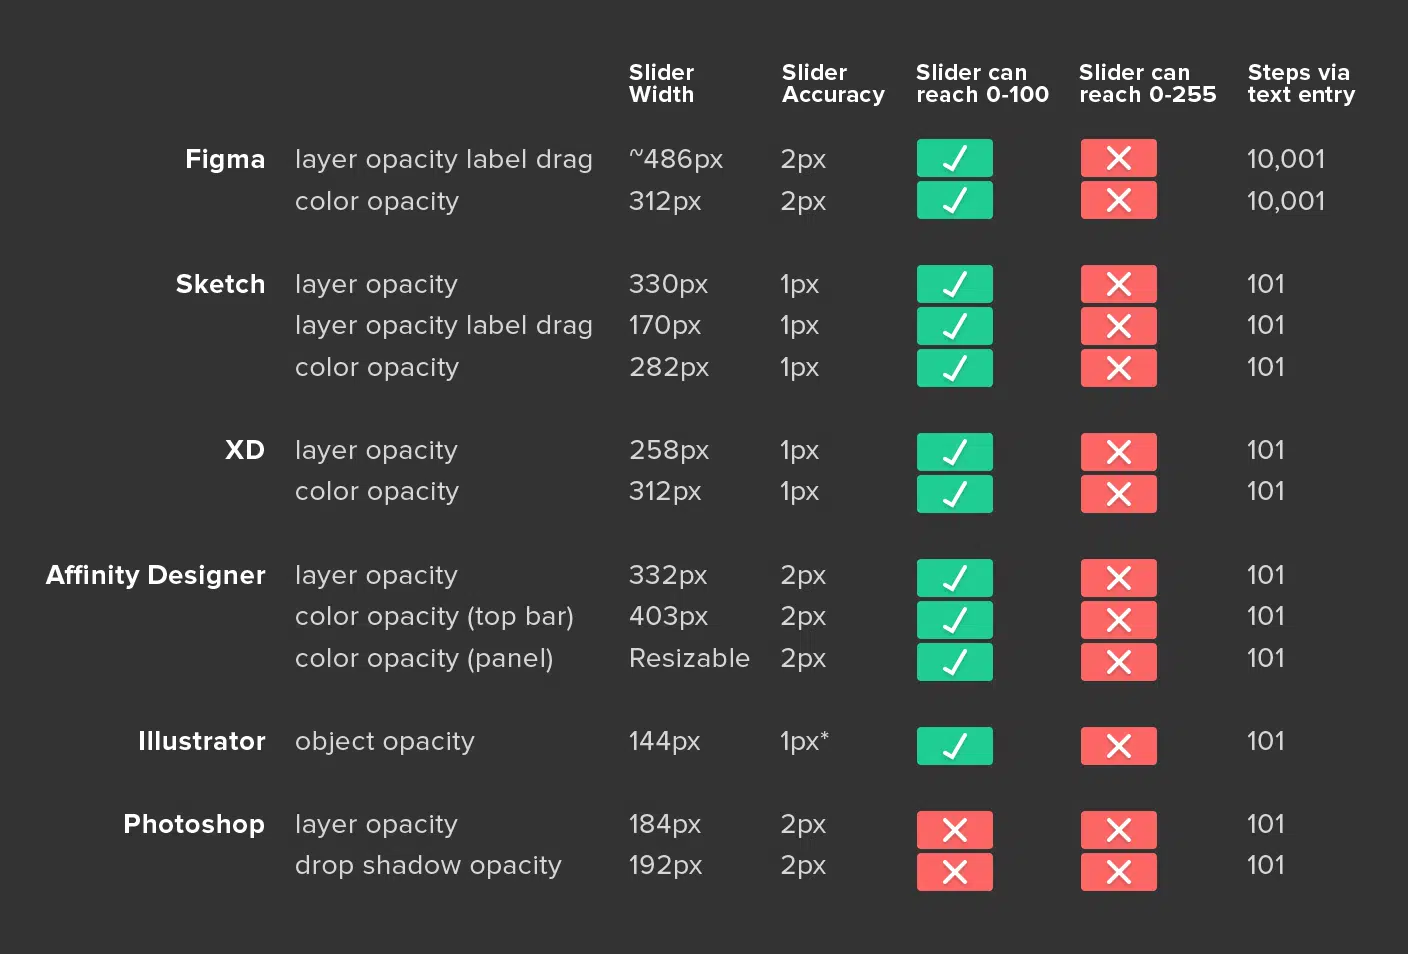 Slider Width Slider Accuracy Slider can reach 0-100 Slider can reach 0-255 Steps via text entry
Figma layer opacity label drag ~486px 2px ✓ ✕ 10,001
color opacity 312px 2px ✓ ✕ 10,001
Sketch layer opacity 330px 1px ✓ ✕ 101
layer opacity label drag 170px 1px ✓ ✕ 101
color opacity 282px 1px ✓ ✕ 101
XD layer opacity 258px 1px ✓ ✕ 101
color opacity 312px 1px ✓ ✕ 101
Affinity Designer layer opacity 332px 2px ✓ ✕ 101
color opacity (top bar) 403px 2px ✓ ✕ 101
color opacity (panel) Resizable 2px ✓ ✕ 101
Illustrator object opacity 144px 1px* ✓ ✕ 101
Photoshop layer opacity 184px 2px ✕ ✕ 101
drop shadow opacity 192px 2px ✕ ✕ 101